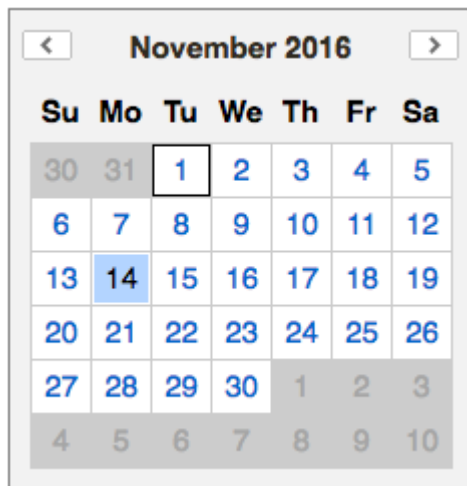 < November 2016 >
Su Mo Tu We Th Fr Sa
30 31 1 2 3 4 5
6 7 8 9 10 11 12
13 14 15 16 17 18 19
20 21 22 23 24 25 26
27 28 29 30 1 2 3
4 5 6 7 8 9 10